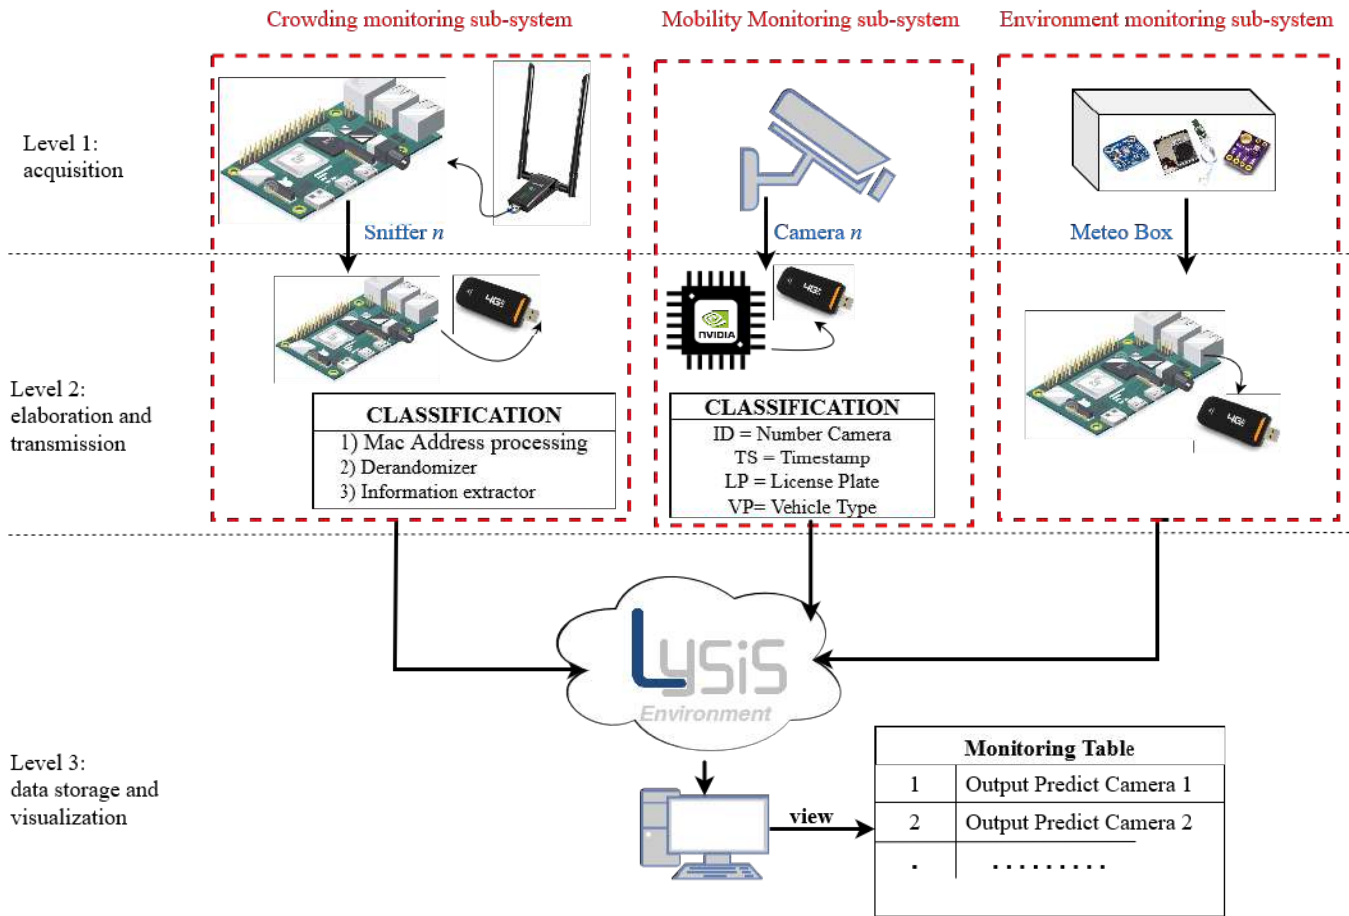 Crowding monitoring sub-system
Mobility Monitoring sub-system
Environment monitoring sub-system
Level 1:
acquisition
Sniffer n
Camera n
Meteo Box
4G
4G
NVIDIA
Level 2:
elaboration and
transmission
CLASSIFICATION
1) Mac Address processing
2) Derandomizer
3) Information extractor
CLASSIFICATION
ID = Number Camera
TS = Timestamp
LP = License Plate
VP= Vehicle Type
4G
Lysis
Environment
Level 3:
data storage and
visualization
view
Monitoring Table
1 Output Predict Camera 1
2 Output Predict Camera 2
. . . . . . . . . .